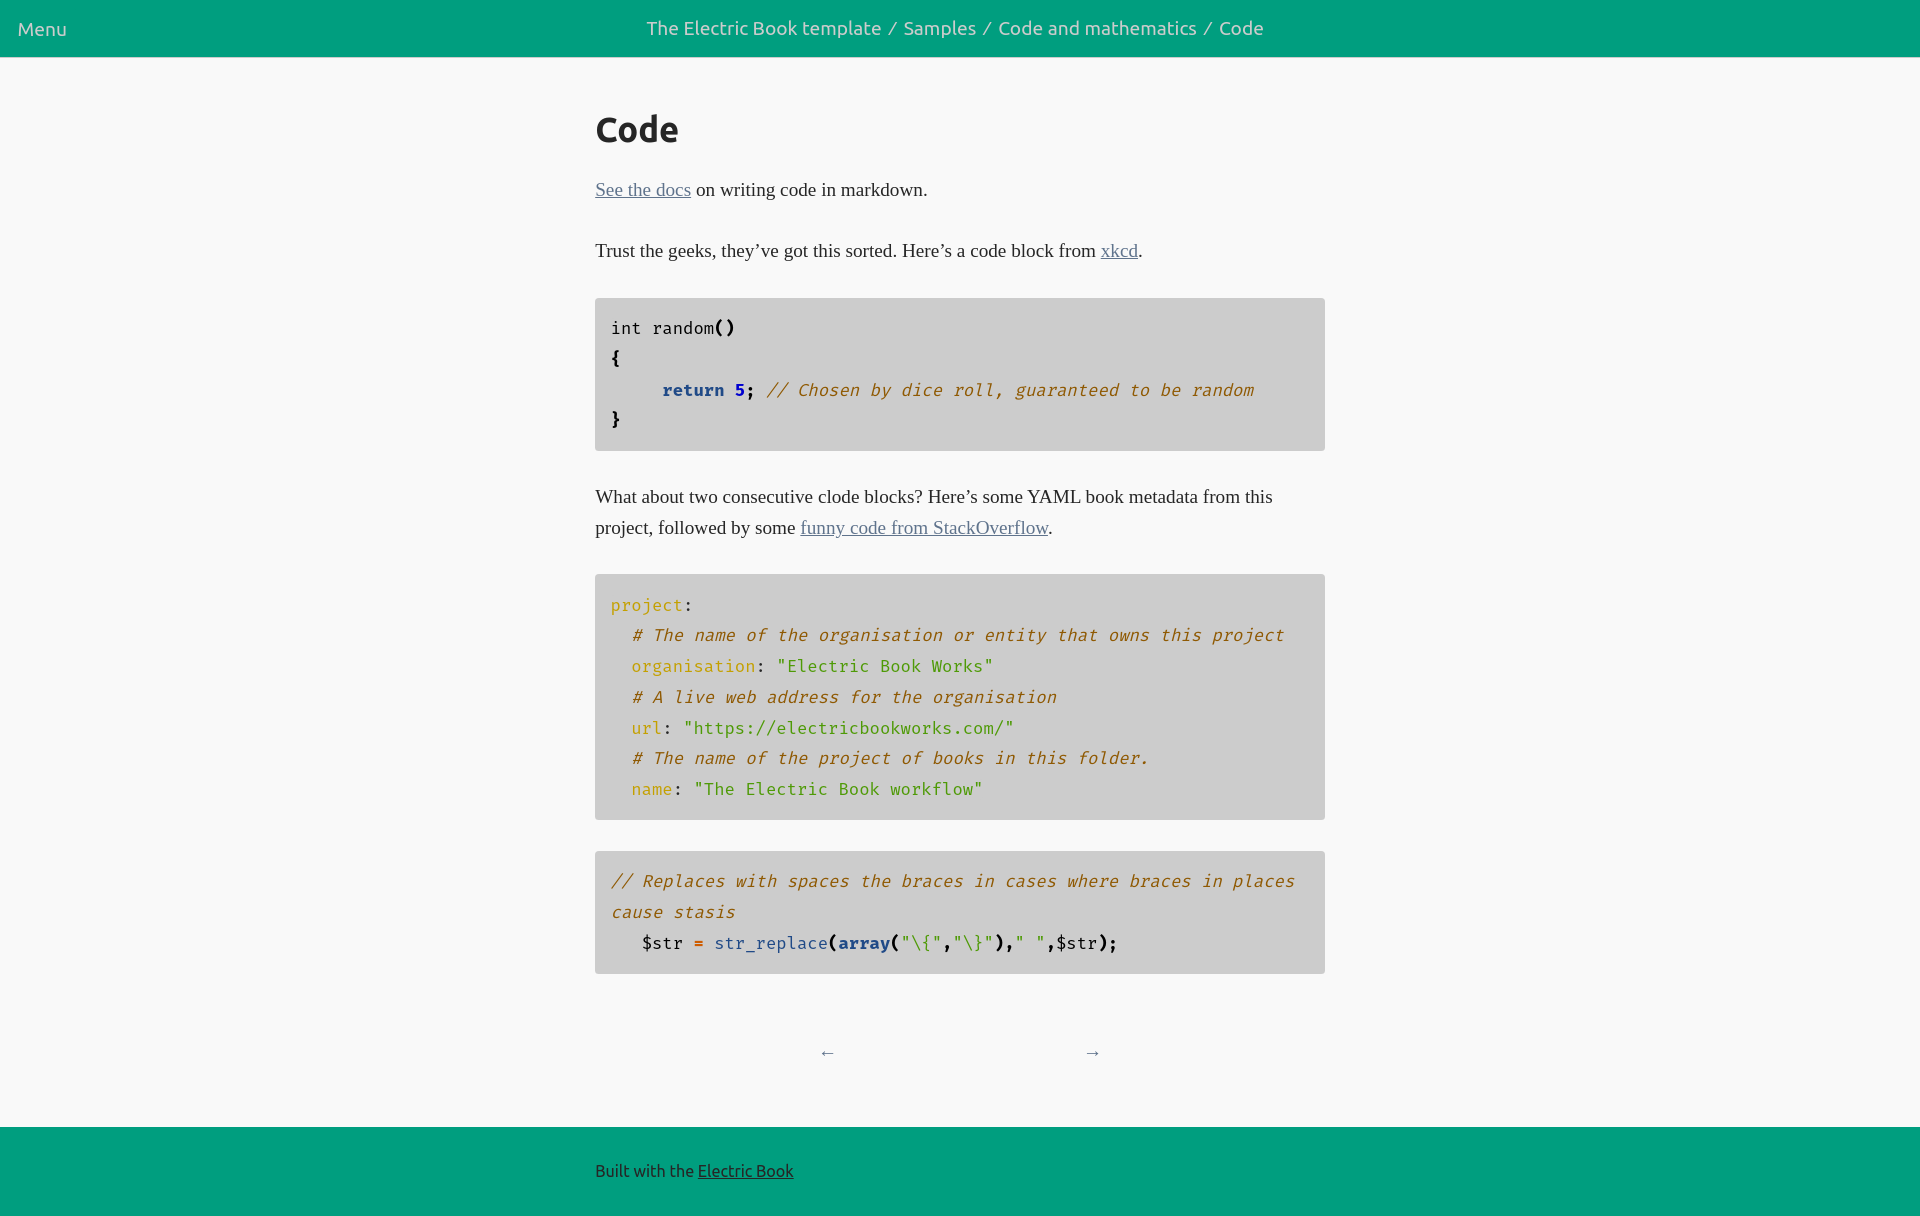 Menu
The Electric Book template / Samples / Code and mathematics / Code
Code
See the docs on writing code in markdown.
Trust the geeks, they’ve got this sorted. Here’s a code block from xkcd.
int random()
{
     return 5; // Chosen by dice roll, guaranteed to be random
}
What about two consecutive clode blocks? Here’s some YAML book metadata from this
project, followed by some funny code from StackOverflow.
project:
  # The name of the organisation or entity that owns this project
  organisation: "Electric Book Works"
  # A live web address for the organisation
  url: "https://electricbookworks.com/"
  # The name of the project of books in this folder.
  name: "The Electric Book workflow"
// Replaces with spaces the braces in cases where braces in places
cause stasis
   $str = str_replace(array("\{","\}")," ",$str);
← →
Built with the Electric Book